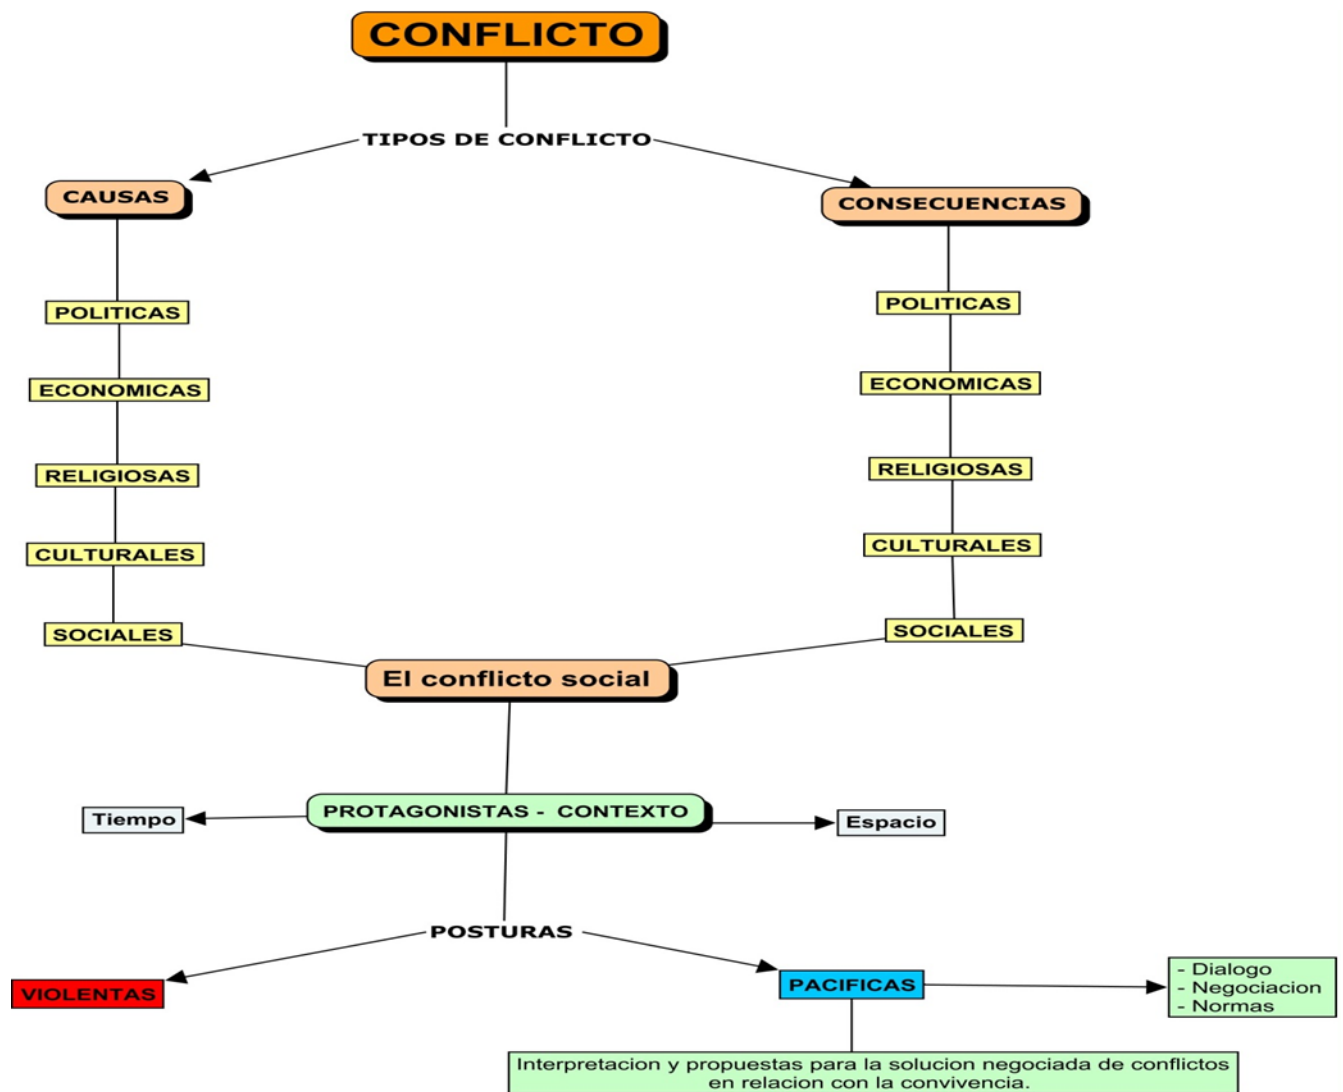 CONFLICTO
TIPOS DE CONFLICTO
CAUSAS
CONSECUENCIAS
POLITICAS
POLITICAS
ECONOMICAS
ECONOMICAS
RELIGIOSAS
RELIGIOSAS
CULTURALES
CULTURALES
SOCIALES
SOCIALES
El conflicto social
Tiempo
PROTAGONISTAS - CONTEXTO
Espacio
POSTURAS
VIOLENTAS
PACIFICAS
- Dialogo
- Negociacion
- Normas
Interpretacion y propuestas para la solucion negociada de conflictos
en relacion con la convivencia.